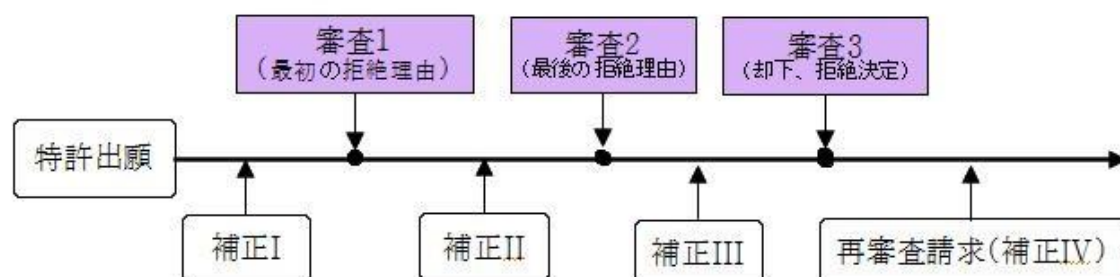 審査1
(最初の拒絶理由)
審査2
(最後の拒絶理由)
審査3
(却下、拒絶決定)
特許出願
補正I
補正II
補正III
再審査請求(補正IV)